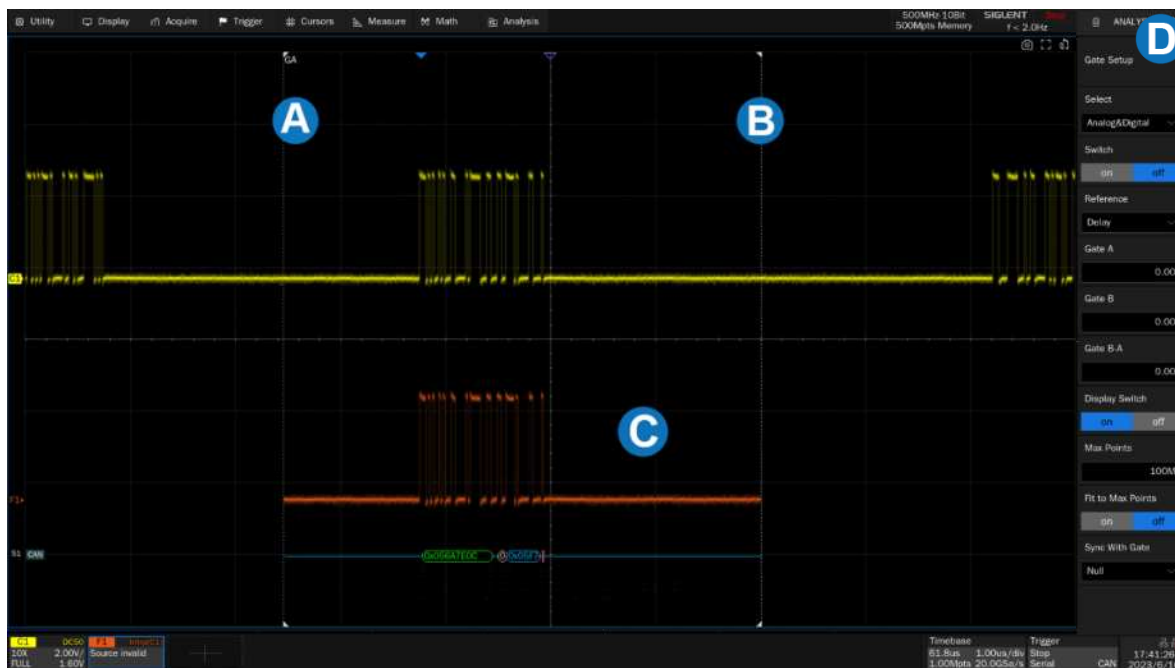 Utility Display Acquire Trigger Cursors Measure Math Analysis
500MHz 10Bit
500Mpts Memory
SIGLENT
f < 2.0Hz
ANALY
D
GA
A
B
C
Gate Setup
Select
Analog&Digital
Switch
on off
Reference
Delay
Gate A
0.00
Gate B
0.00
Gate B-A
0.00
Display Switch
on off
Max Points
100M
Fit to Max Points
on off
Sync With Gate
Null
C1
F1
S1 CAN
0x056A7E0C
C1 DC50
10X 2.00V/
FULL 1.60V
F1
Source invalid
Timebase
61.8us 1.00us/div
1.00Mpts 20.0GSa/s
Trigger
Stop
Serial CAN
17:41:26